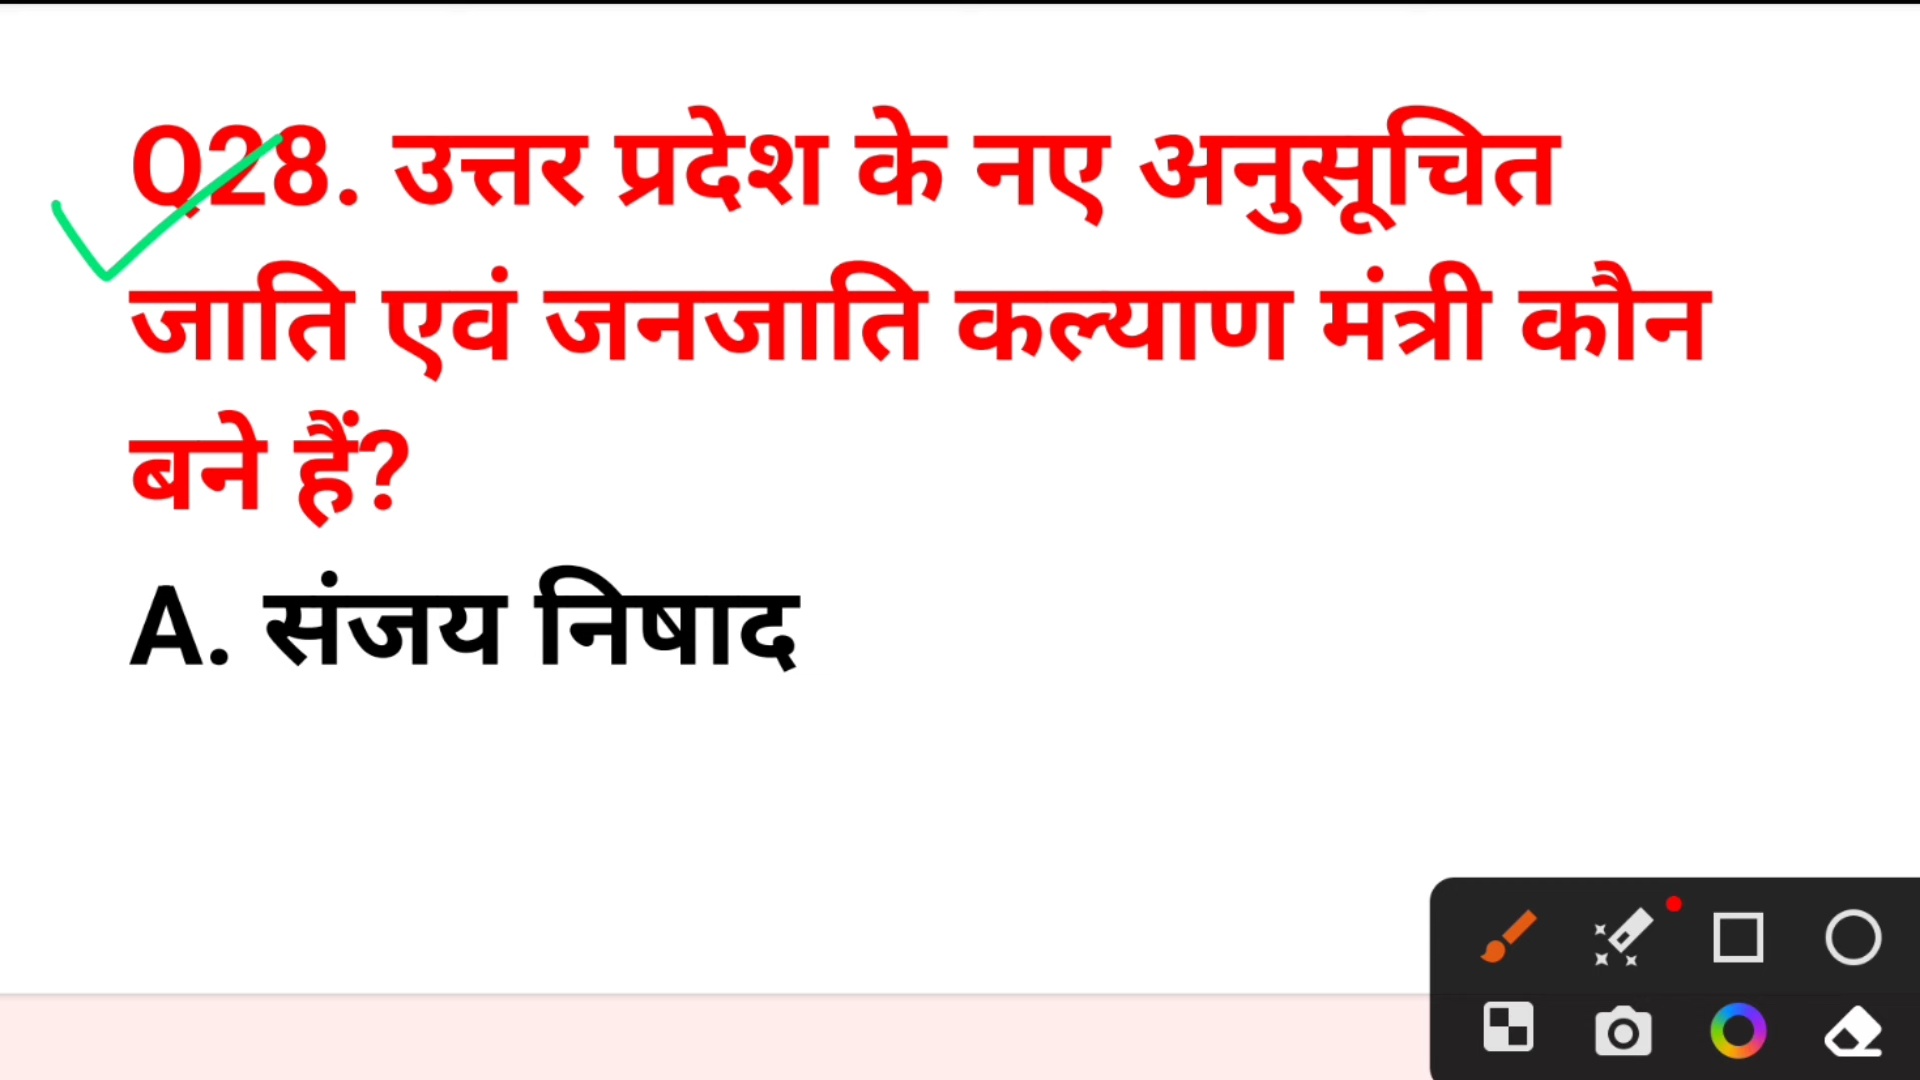 Q28. उत्तर प्रदेश के नए अनुसूचित
जाति एवं जनजाति कल्याण मंत्री कौन
बने हैं?
A. संजय निषाद